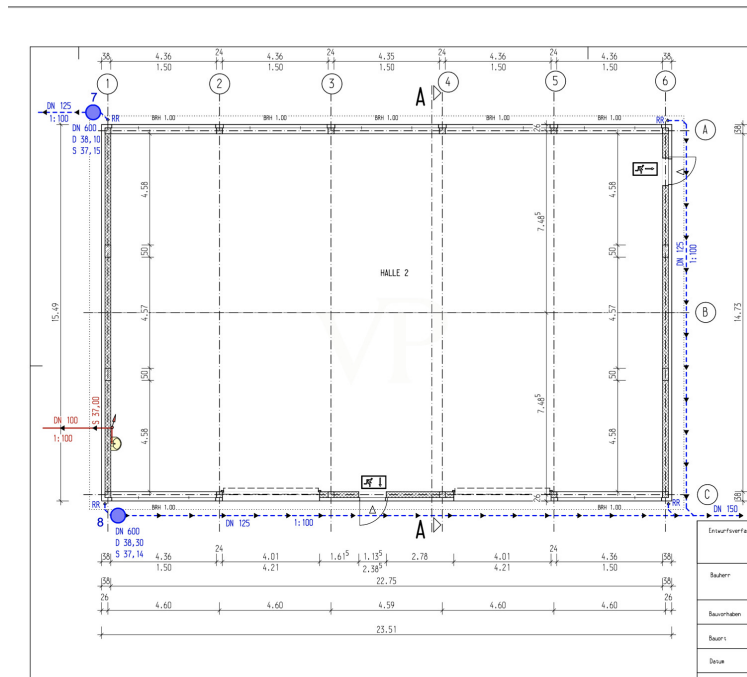 38 4.36 24 4.36 4.35 24 4.36 4.36 38
1.50 1.50 1.50 1.50 1.50
1 2 3 4 5 6
A
7
DN 125
1:100
RR
BRH 1.00 BRH 1.00 BRH 1.00 BRH 1.00 BRH 1.00
RR
DN 600
D 38,10
S 37,15
26
A
38
4.58
7.48⁵
4.58
DN 125
1:100
50
50
HALLE 2
15.49
4.57
4.57
B
14.73
VF
50
50
DN 100
1:100
S 37,00
4.58
7.48⁵
4.58
C
38
26
RR
BRH 1.00
BRH 1.00
RR
8
DN 125
1:100
A
DN 150
DN 600
D 38,30
S 37,14
Entwurfsverfa
38 4.36 24 4.01 1.61⁵ 1.13⁵ 2.78 4.01 4.36 38
1.50 4.21 2.38⁵ 4.21 1.50
38 22.75 38
Bauherr
26 26
4.60 4.60 4.59 4.60 4.60
Bauvorhaben
23.51
Bauort
Datum